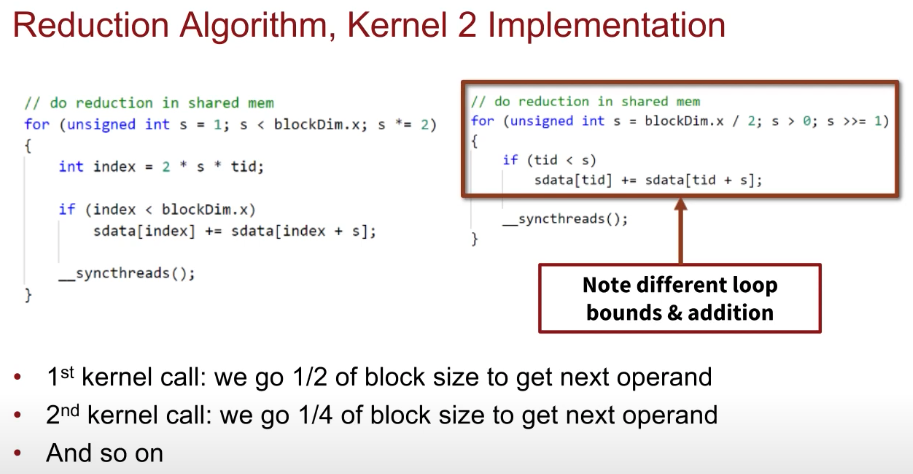 Reduction Algorithm, Kernel 2 Implementation
// do reduction in shared mem
for (unsigned int s = 1; s < blockDim.x; s *= 2)
{
int index = 2 * s * tid;
if (index < blockDim.x)
sdata[index] += sdata[index + s];
__syncthreads();
}
// do reduction in shared mem
for (unsigned int s = blockDim.x / 2; s > 0; s >>= 1)
{
if (tid < s)
sdata[tid] += sdata[tid + s];
__syncthreads();
}
Note different loop
bounds & addition
• 1st kernel call: we go 1/2 of block size to get next operand
• 2nd kernel call: we go 1/4 of block size to get next operand
• And so on